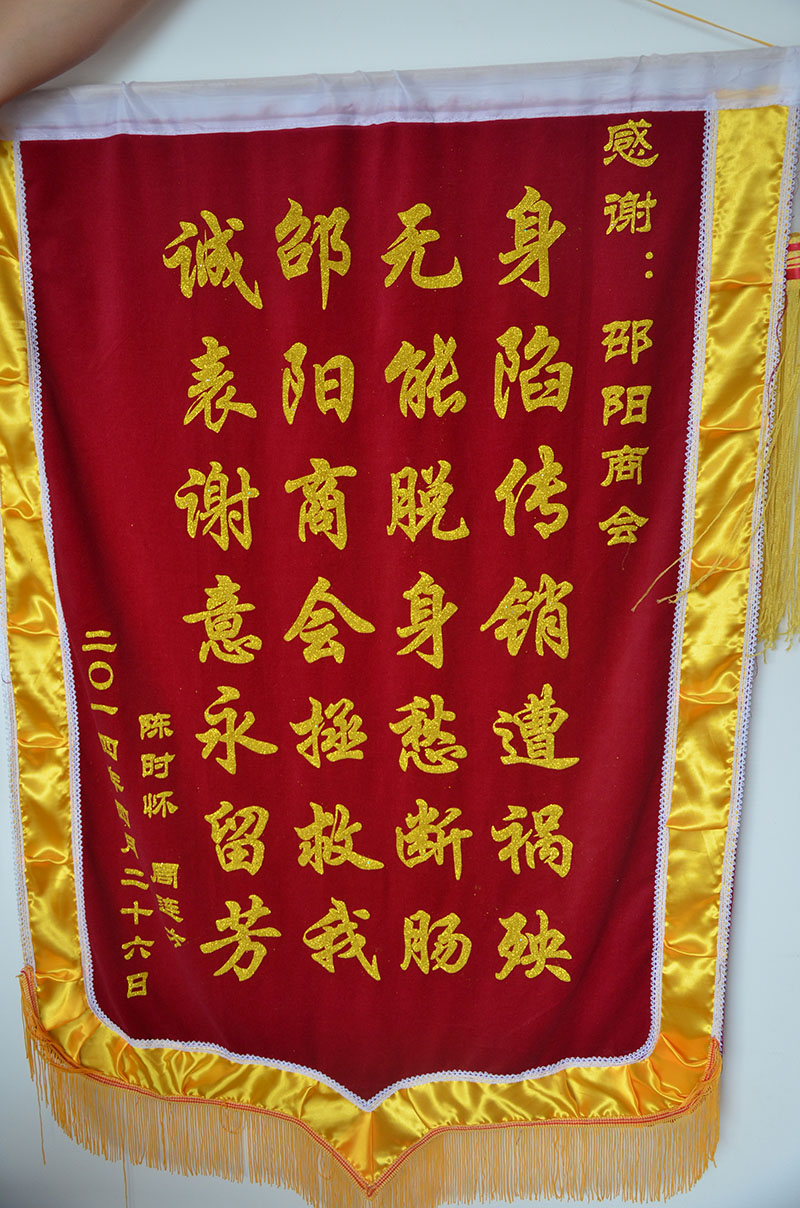 感谢：邵阳商会
身陷传销遭祸殃
无能脱身愁断肠
邵阳商会拯救我
诚表谢意永留芳
陈时怀 周连
二〇一四年四月二十六日